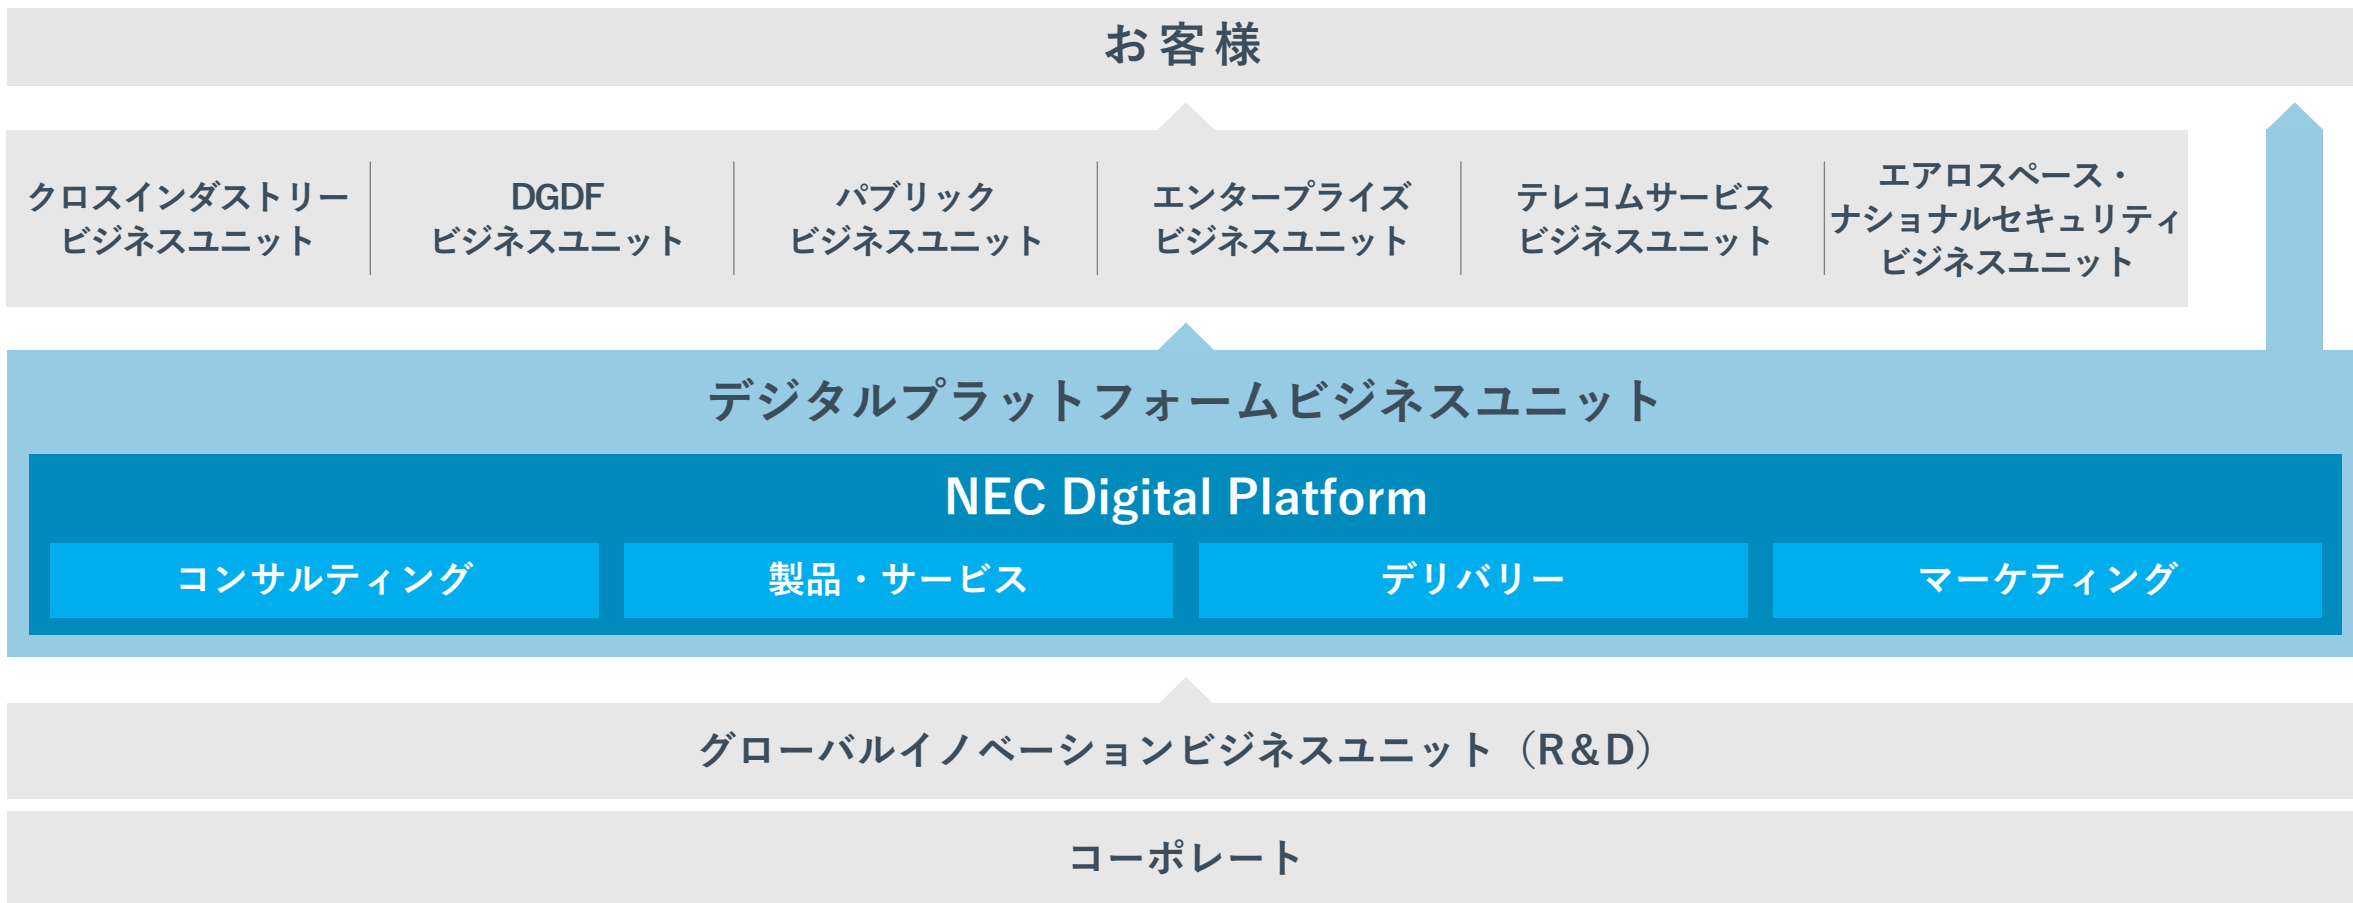 お客様
クロスインダストリー
ビジネスユニット
DGDF
ビジネスユニット
パブリック
ビジネスユニット
エンタープライズ
ビジネスユニット
テレコムサービス
ビジネスユニット
エアロスペース・
ナショナルセキュリティ
ビジネスユニット
デジタルプラットフォームビジネスユニット
NEC Digital Platform
コンサルティング
製品・サービス
デリバリー
マーケティング
グローバルイノベーションビジネスユニット（R&D）
コーポレート